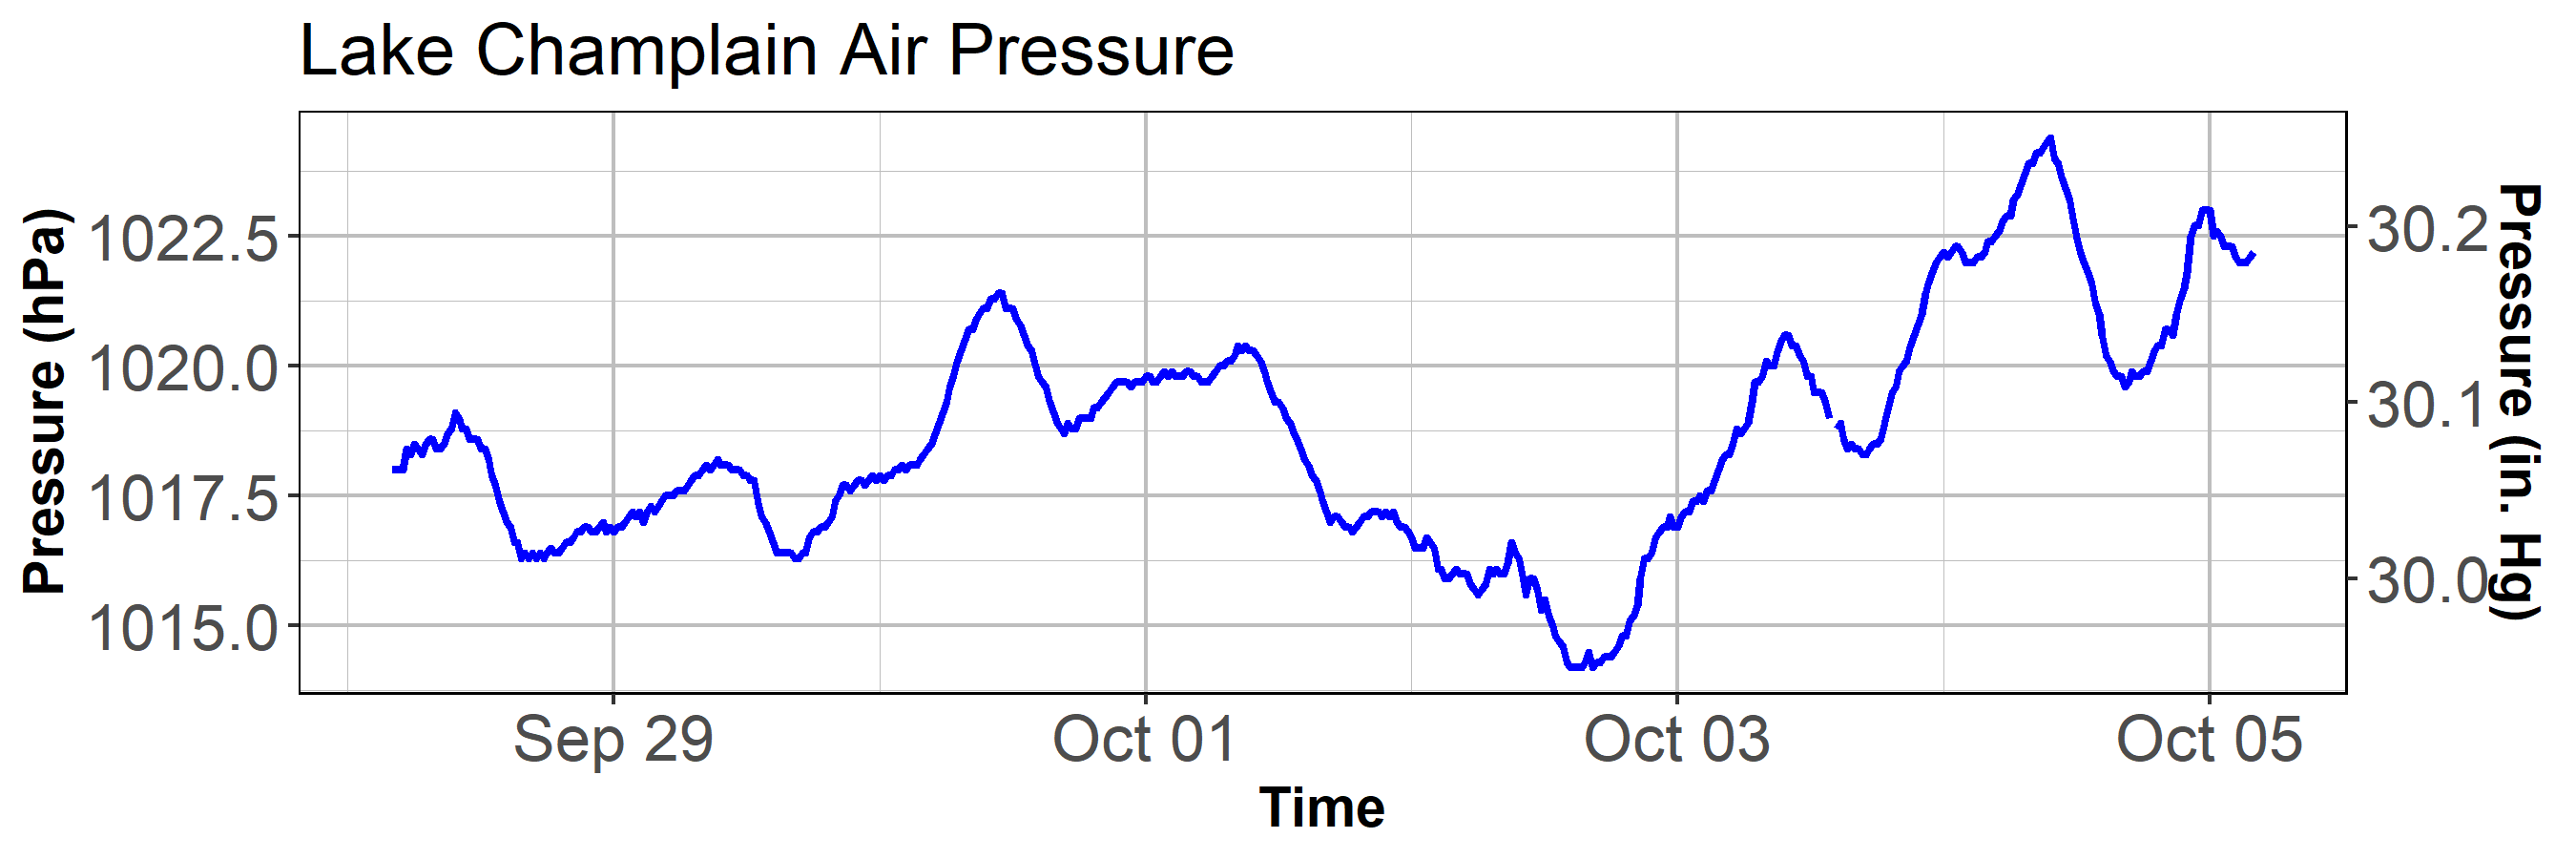 Lake Champlain Air Pressure
Pressure (hPa)
1022.5
1020.0
1017.5
1015.0
30.2
30.1
30.0
Pressure (in. Hg)
Sep 29
Oct 01
Oct 03
Oct 05
Time